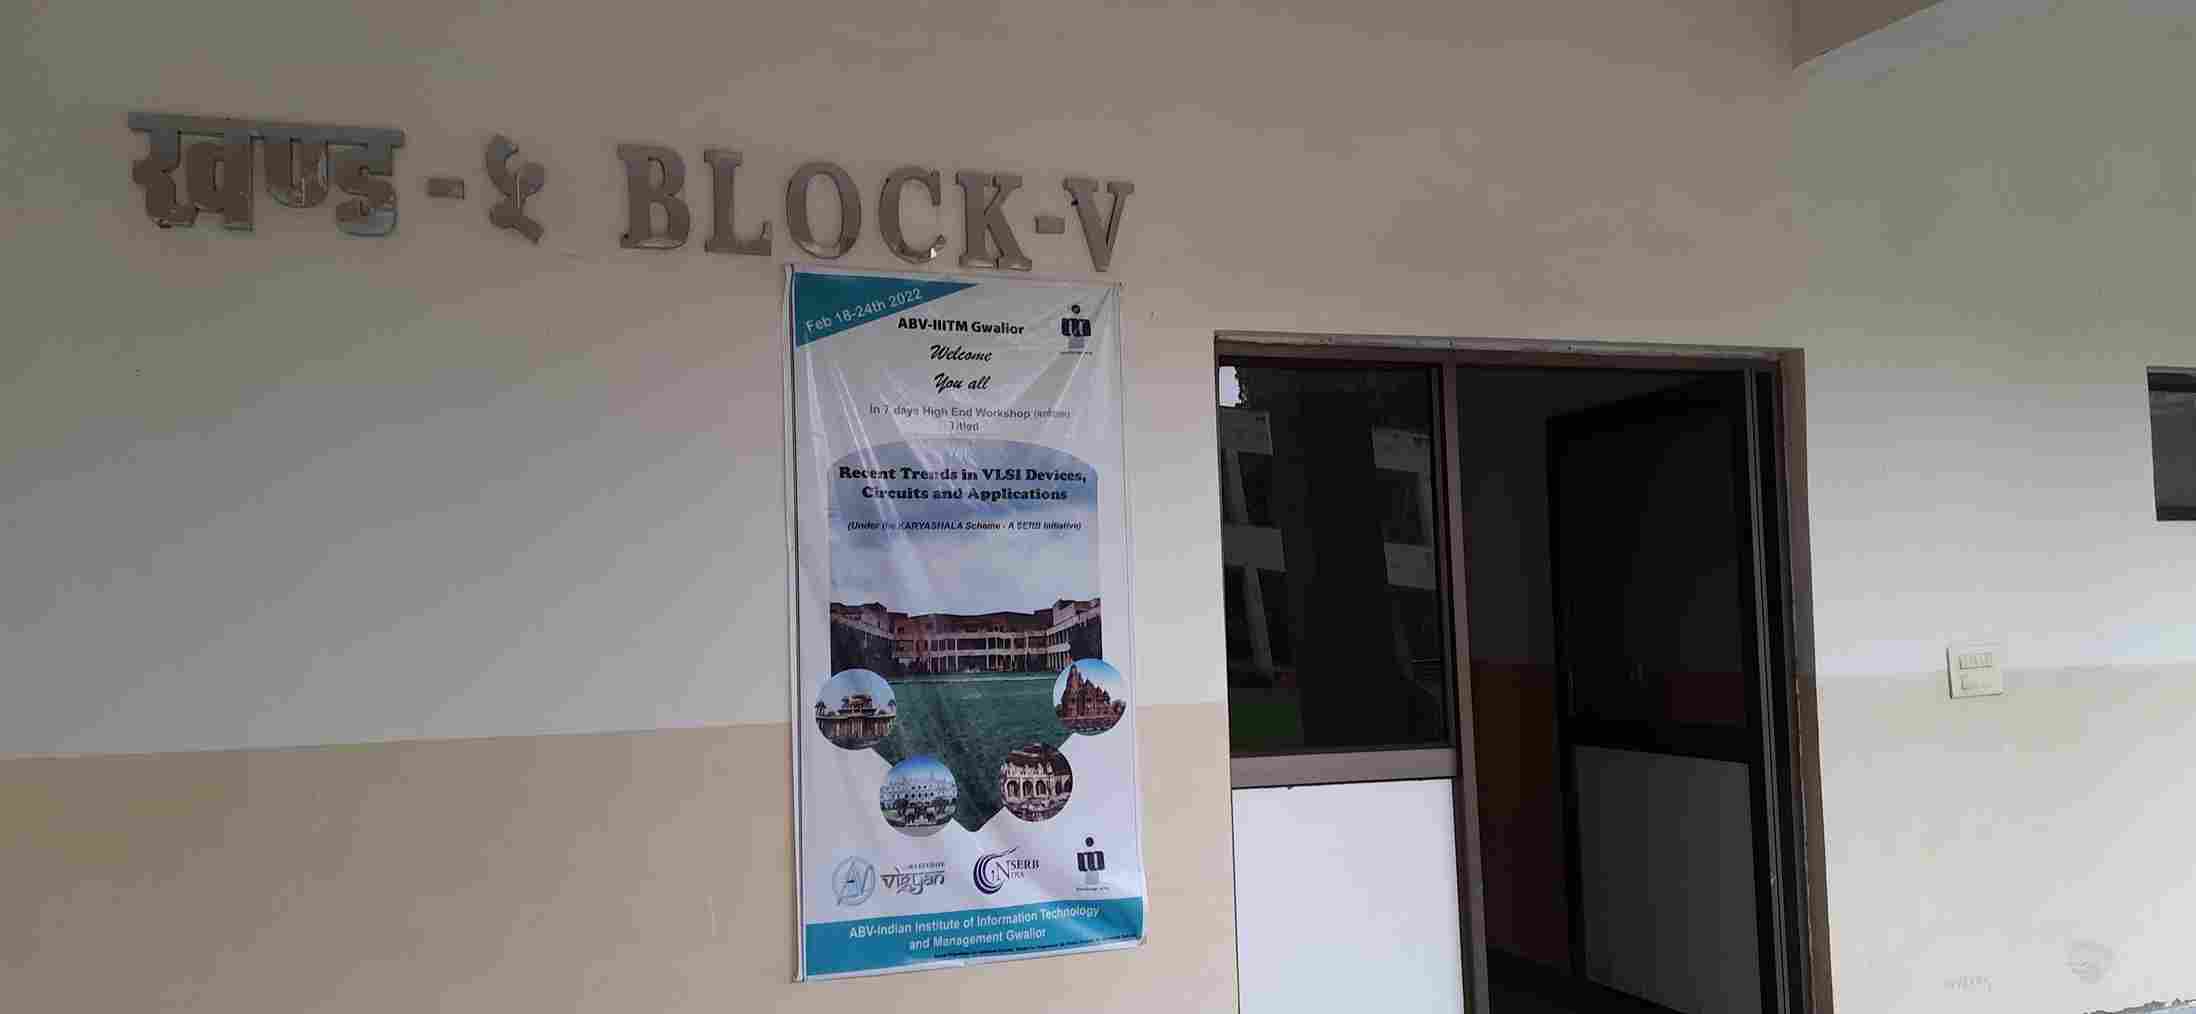 खण्ड-५ BLOCK-V
Feb 18-24th 2022
ABV-IIITM Gwalior
Welcome
You all
In 7 days High End Workshop (online)
Titled
Recent Trends in VLSI Devices,
Circuits and Applications
(Under the KARYASHALA Scheme - A SERB Initiative)
vigyan
SERB
ABV-Indian Institute of Information Technology
and Management Gwalior